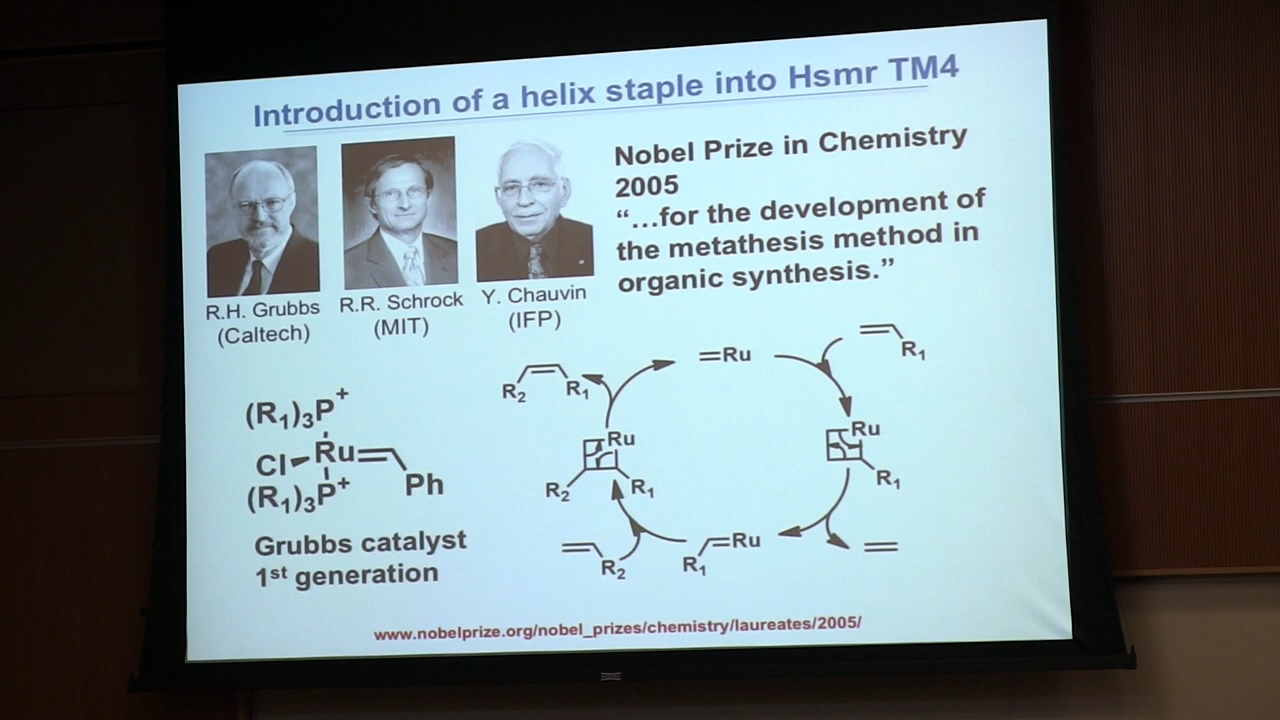 Introduction of a helix staple into Hsmr TM4
Nobel Prize in Chemistry
2005
“...for the development of
the metathesis method in
organic synthesis.”
R.H. Grubbs
(Caltech)
R.R. Schrock
(MIT)
Y. Chauvin
(IFP)
(R₁)₃P⁺
Cl Ru
(R₁)₃P⁺
Ph
Grubbs catalyst
1ˢᵗ generation
=Ru
R₁
R₂ R₁
Ru
R₂ R₁
Ru
R₁
R₂
R₁ =Ru
www.nobelprize.org/nobel_prizes/chemistry/laureates/2005/